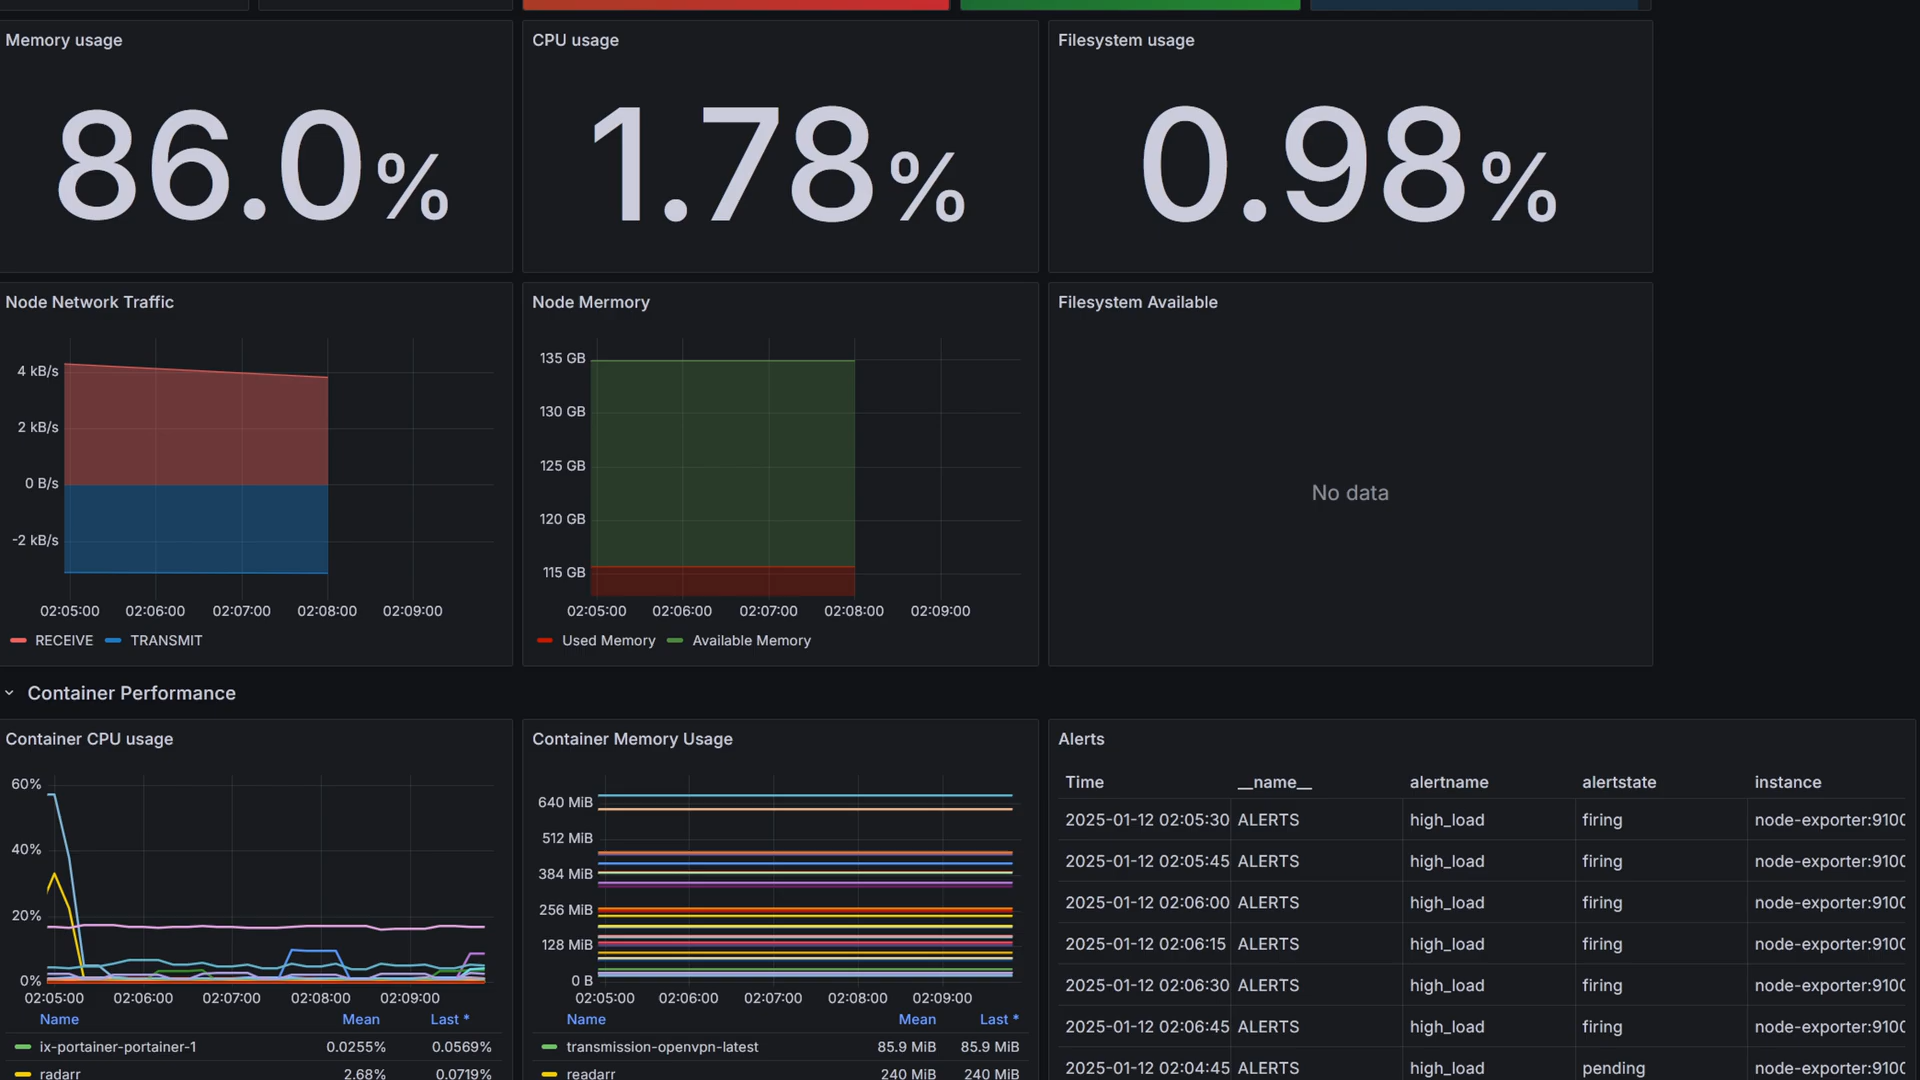 Memory usage
CPU usage
Filesystem usage
86.0%
1.78%
0.98%
Node Network Traffic
4 kB/s
2 kB/s
0 B/s
-2 kB/s
02:05:00 02:06:00 02:07:00 02:08:00 02:09:00
RECEIVE TRANSMIT
Node Mermory
135 GB
130 GB
125 GB
120 GB
115 GB
02:05:00 02:06:00 02:07:00 02:08:00 02:09:00
Used Memory Available Memory
Filesystem Available
No data
Container Performance
Container CPU usage
60%
40%
20%
0%
02:05:00 02:06:00 02:07:00 02:08:00 02:09:00
Name Mean Last *
ix-portainer-portainer-1 0.0255% 0.0569%
radarr 2.68% 0.0719%
Container Memory Usage
640 MiB
512 MiB
384 MiB
256 MiB
128 MiB
0 B
02:05:00 02:06:00 02:07:00 02:08:00 02:09:00
Name Mean Last *
transmission-openvpn-latest 85.9 MiB 85.9 MiB
readarr 240 MiB 240 MiB
Alerts
Time __name__ alertname alertstate instance
2025-01-12 02:05:30 ALERTS high_load firing node-exporter:9100
2025-01-12 02:05:45 ALERTS high_load firing node-exporter:9100
2025-01-12 02:06:00 ALERTS high_load firing node-exporter:9100
2025-01-12 02:06:15 ALERTS high_load firing node-exporter:9100
2025-01-12 02:06:30 ALERTS high_load firing node-exporter:9100
2025-01-12 02:06:45 ALERTS high_load firing node-exporter:9100
2025-01-12 02:04:45 ALERTS high_load pending node-exporter:9100